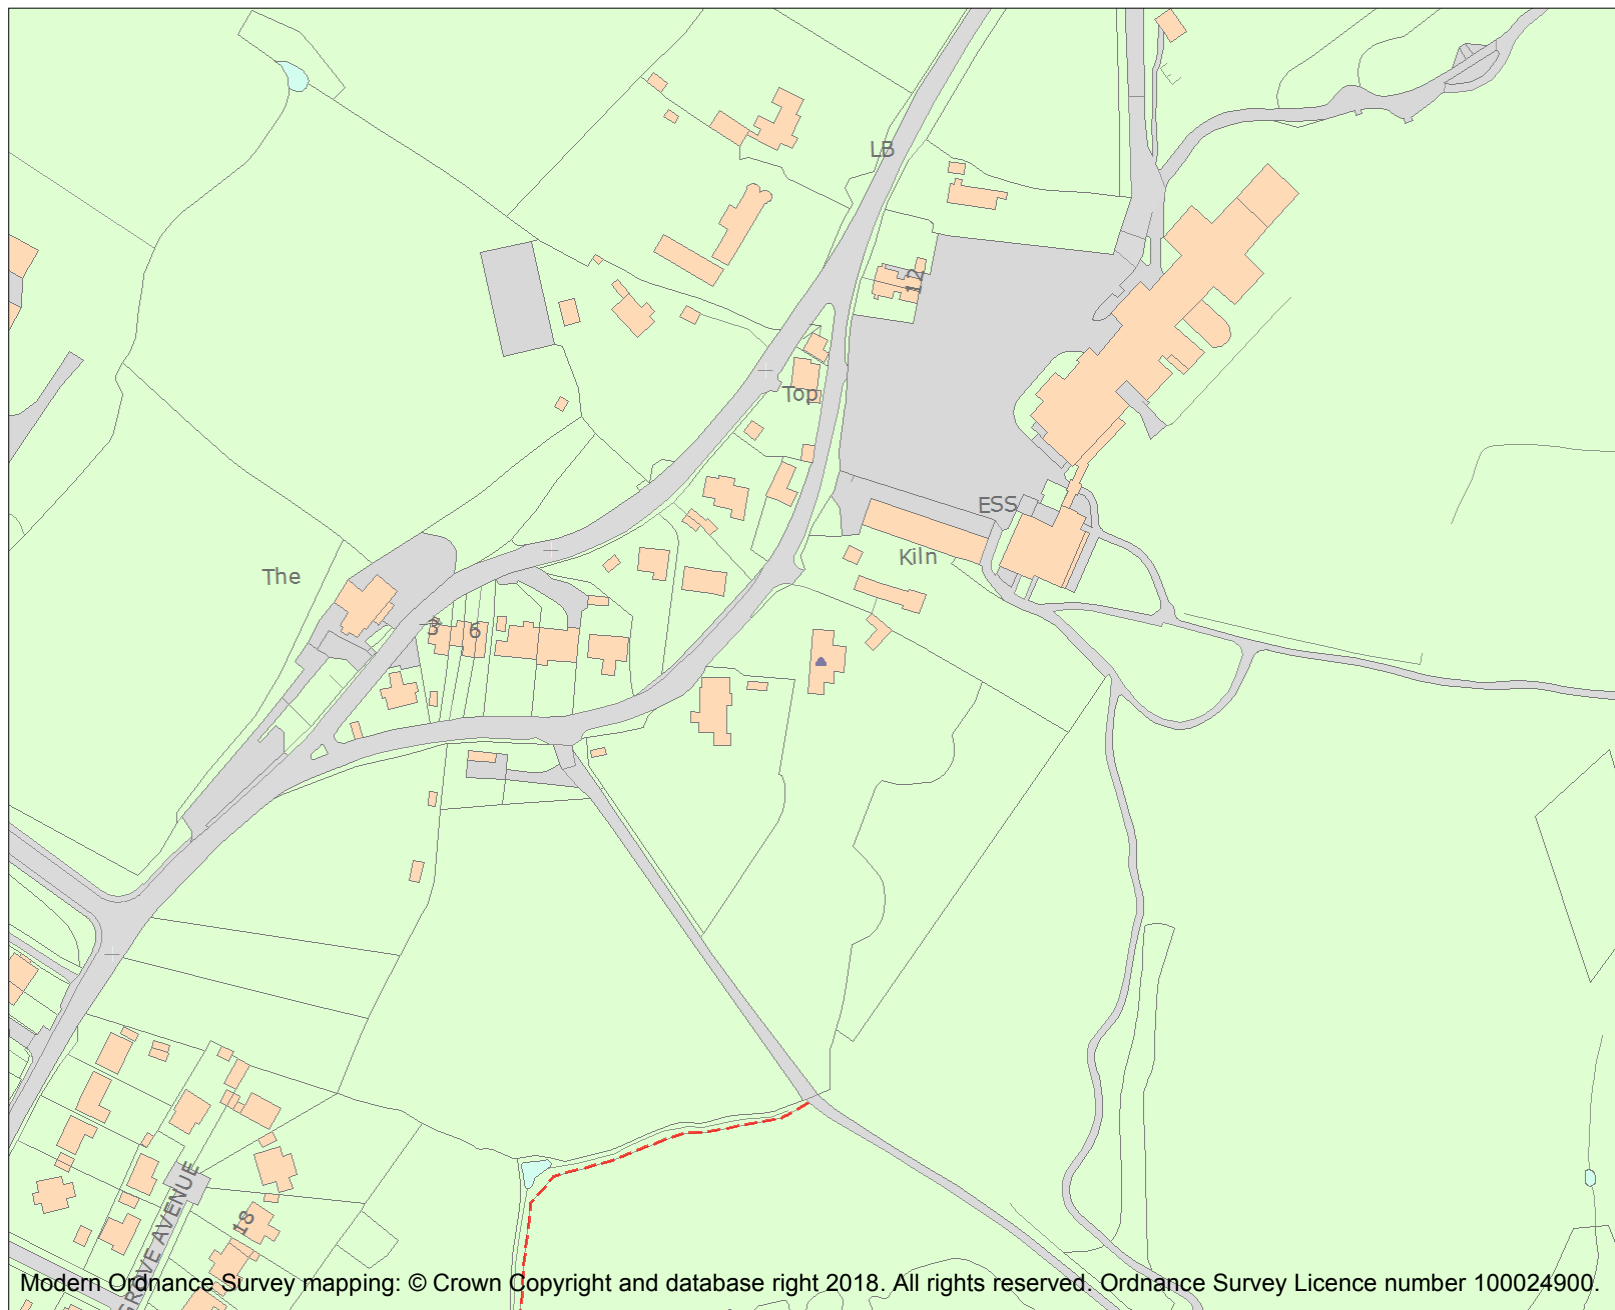 LB
12
Top
ESS
Kiln
The
3
6
GROVE AVENUE
18
Modern Ordnance Survey mapping: © Crown Copyright and database right 2018. All rights reserved. Ordnance Survey Licence number 100024900.